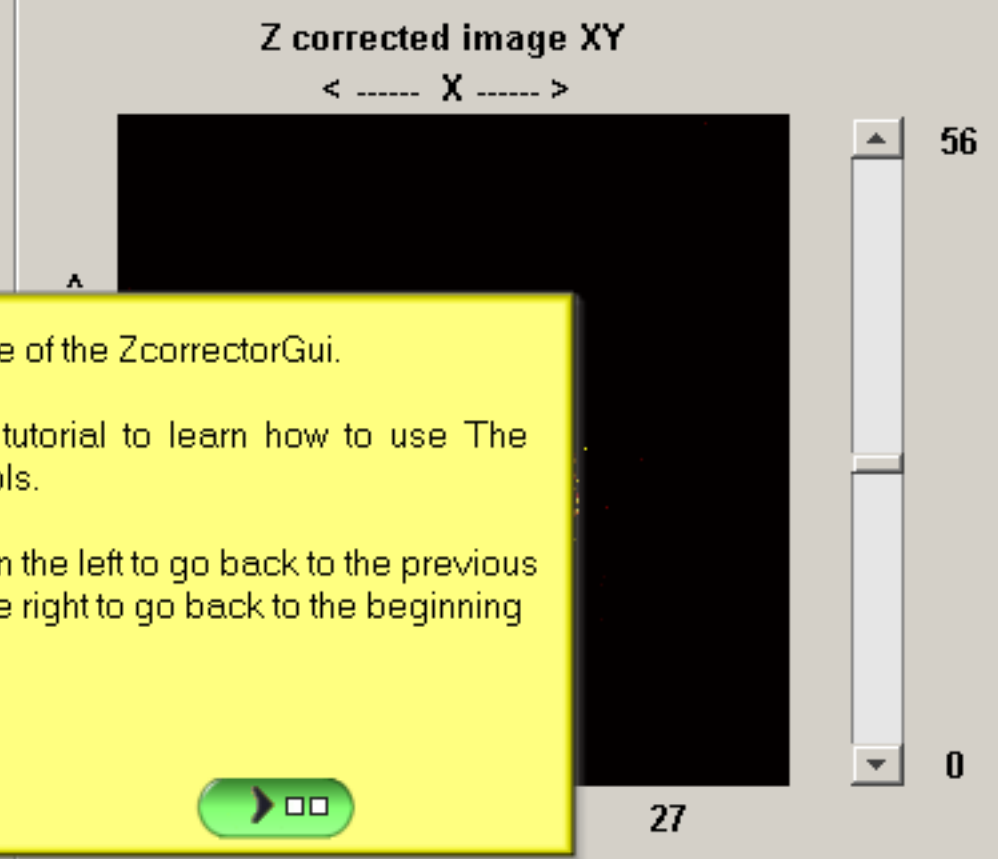 Z corrected image XY
< ------ X ------ >
56
^
e of the ZcorrectorGui.
tutorial to learn how to use The
ols.
n the left to go back to the previous
e right to go back to the beginning
0
27